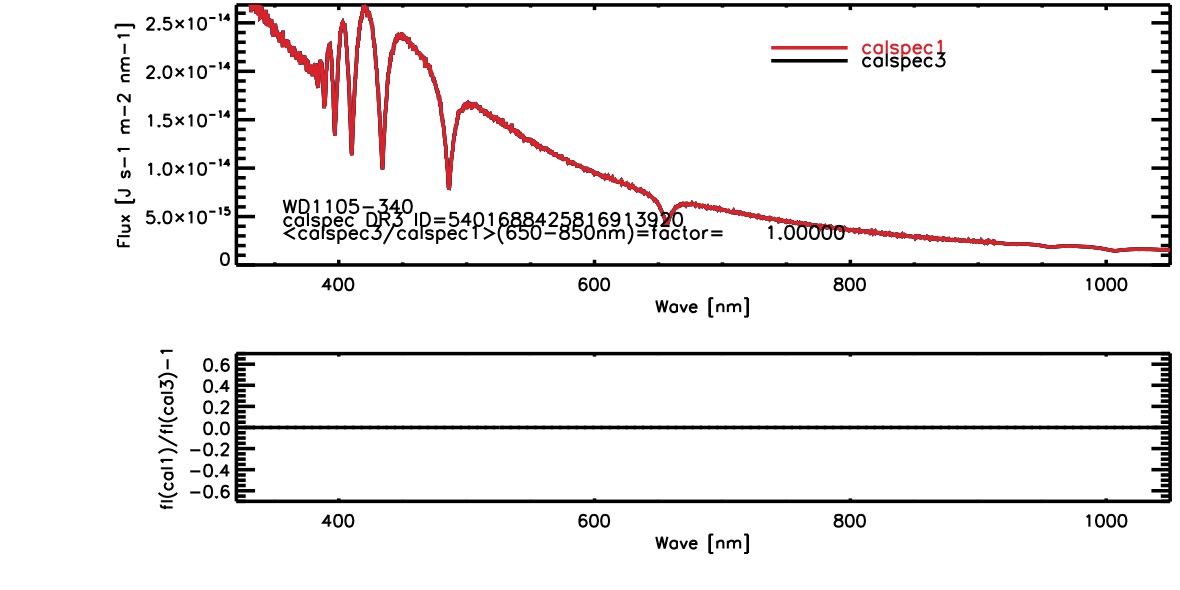 Flux [J s-1 m-2 nm-1]
2.5×10⁻¹⁴
2.0×10⁻¹⁴
1.5×10⁻¹⁴
1.0×10⁻¹⁴
5.0×10⁻¹⁵
0
calspec1
calspec3
WD1105-340
calspec DR3 ID=5401688425816913920
<calspec3/calspec1>(650-850nm)=factor= 1.00000
400 600 800 1000
Wave [nm]
fl(cal1)/fl(cal3)-1
0.6
0.4
0.2
0.0
-0.2
-0.4
-0.6
400 600 800 1000
Wave [nm]